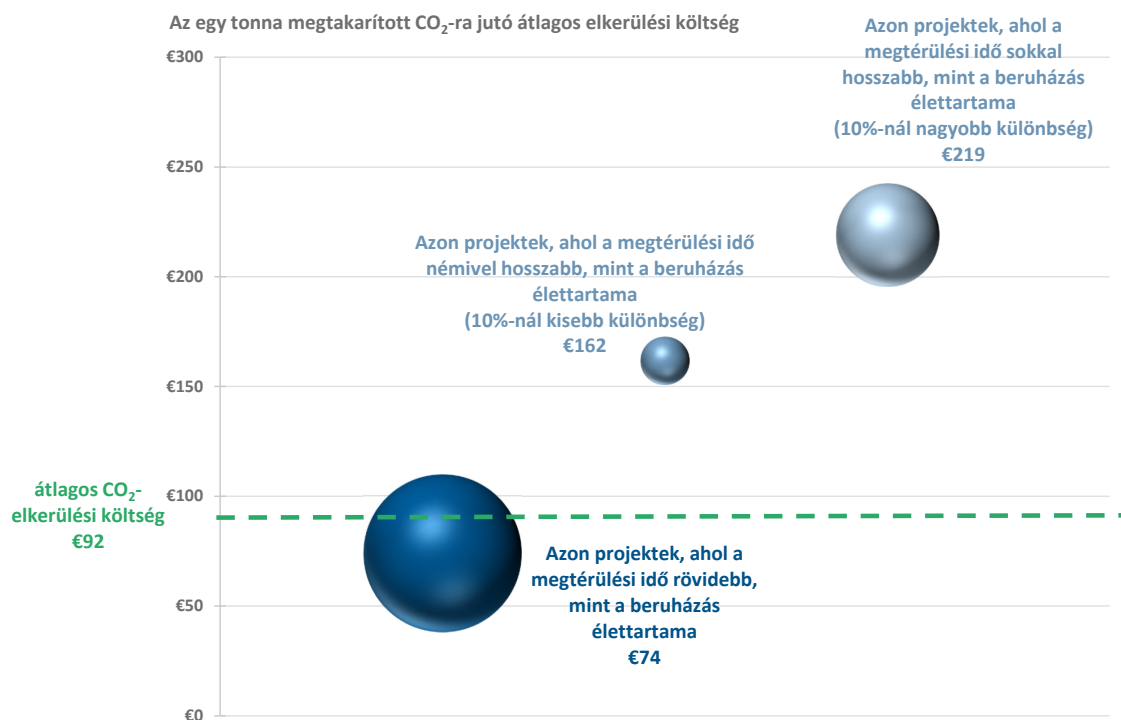 Az egy tonna megtakarított CO₂-ra jutó átlagos elkerülési költség
€300
€250
€200
€150
€100
€50
€0
Azon projektek, ahol a
megtérülési idő sokkal
hosszabb, mint a beruházás
élettartama
(10%-nál nagyobb különbség)
€219
Azon projektek, ahol a megtérülési idő
némivel hosszabb, mint a beruházás
élettartama
(10%-nál kisebb különbség)
€162
átlagos CO₂-
elkerülési költség
€92
Azon projektek, ahol a
megtérülési idő rövidebb,
mint a beruházás
élettartama
€74